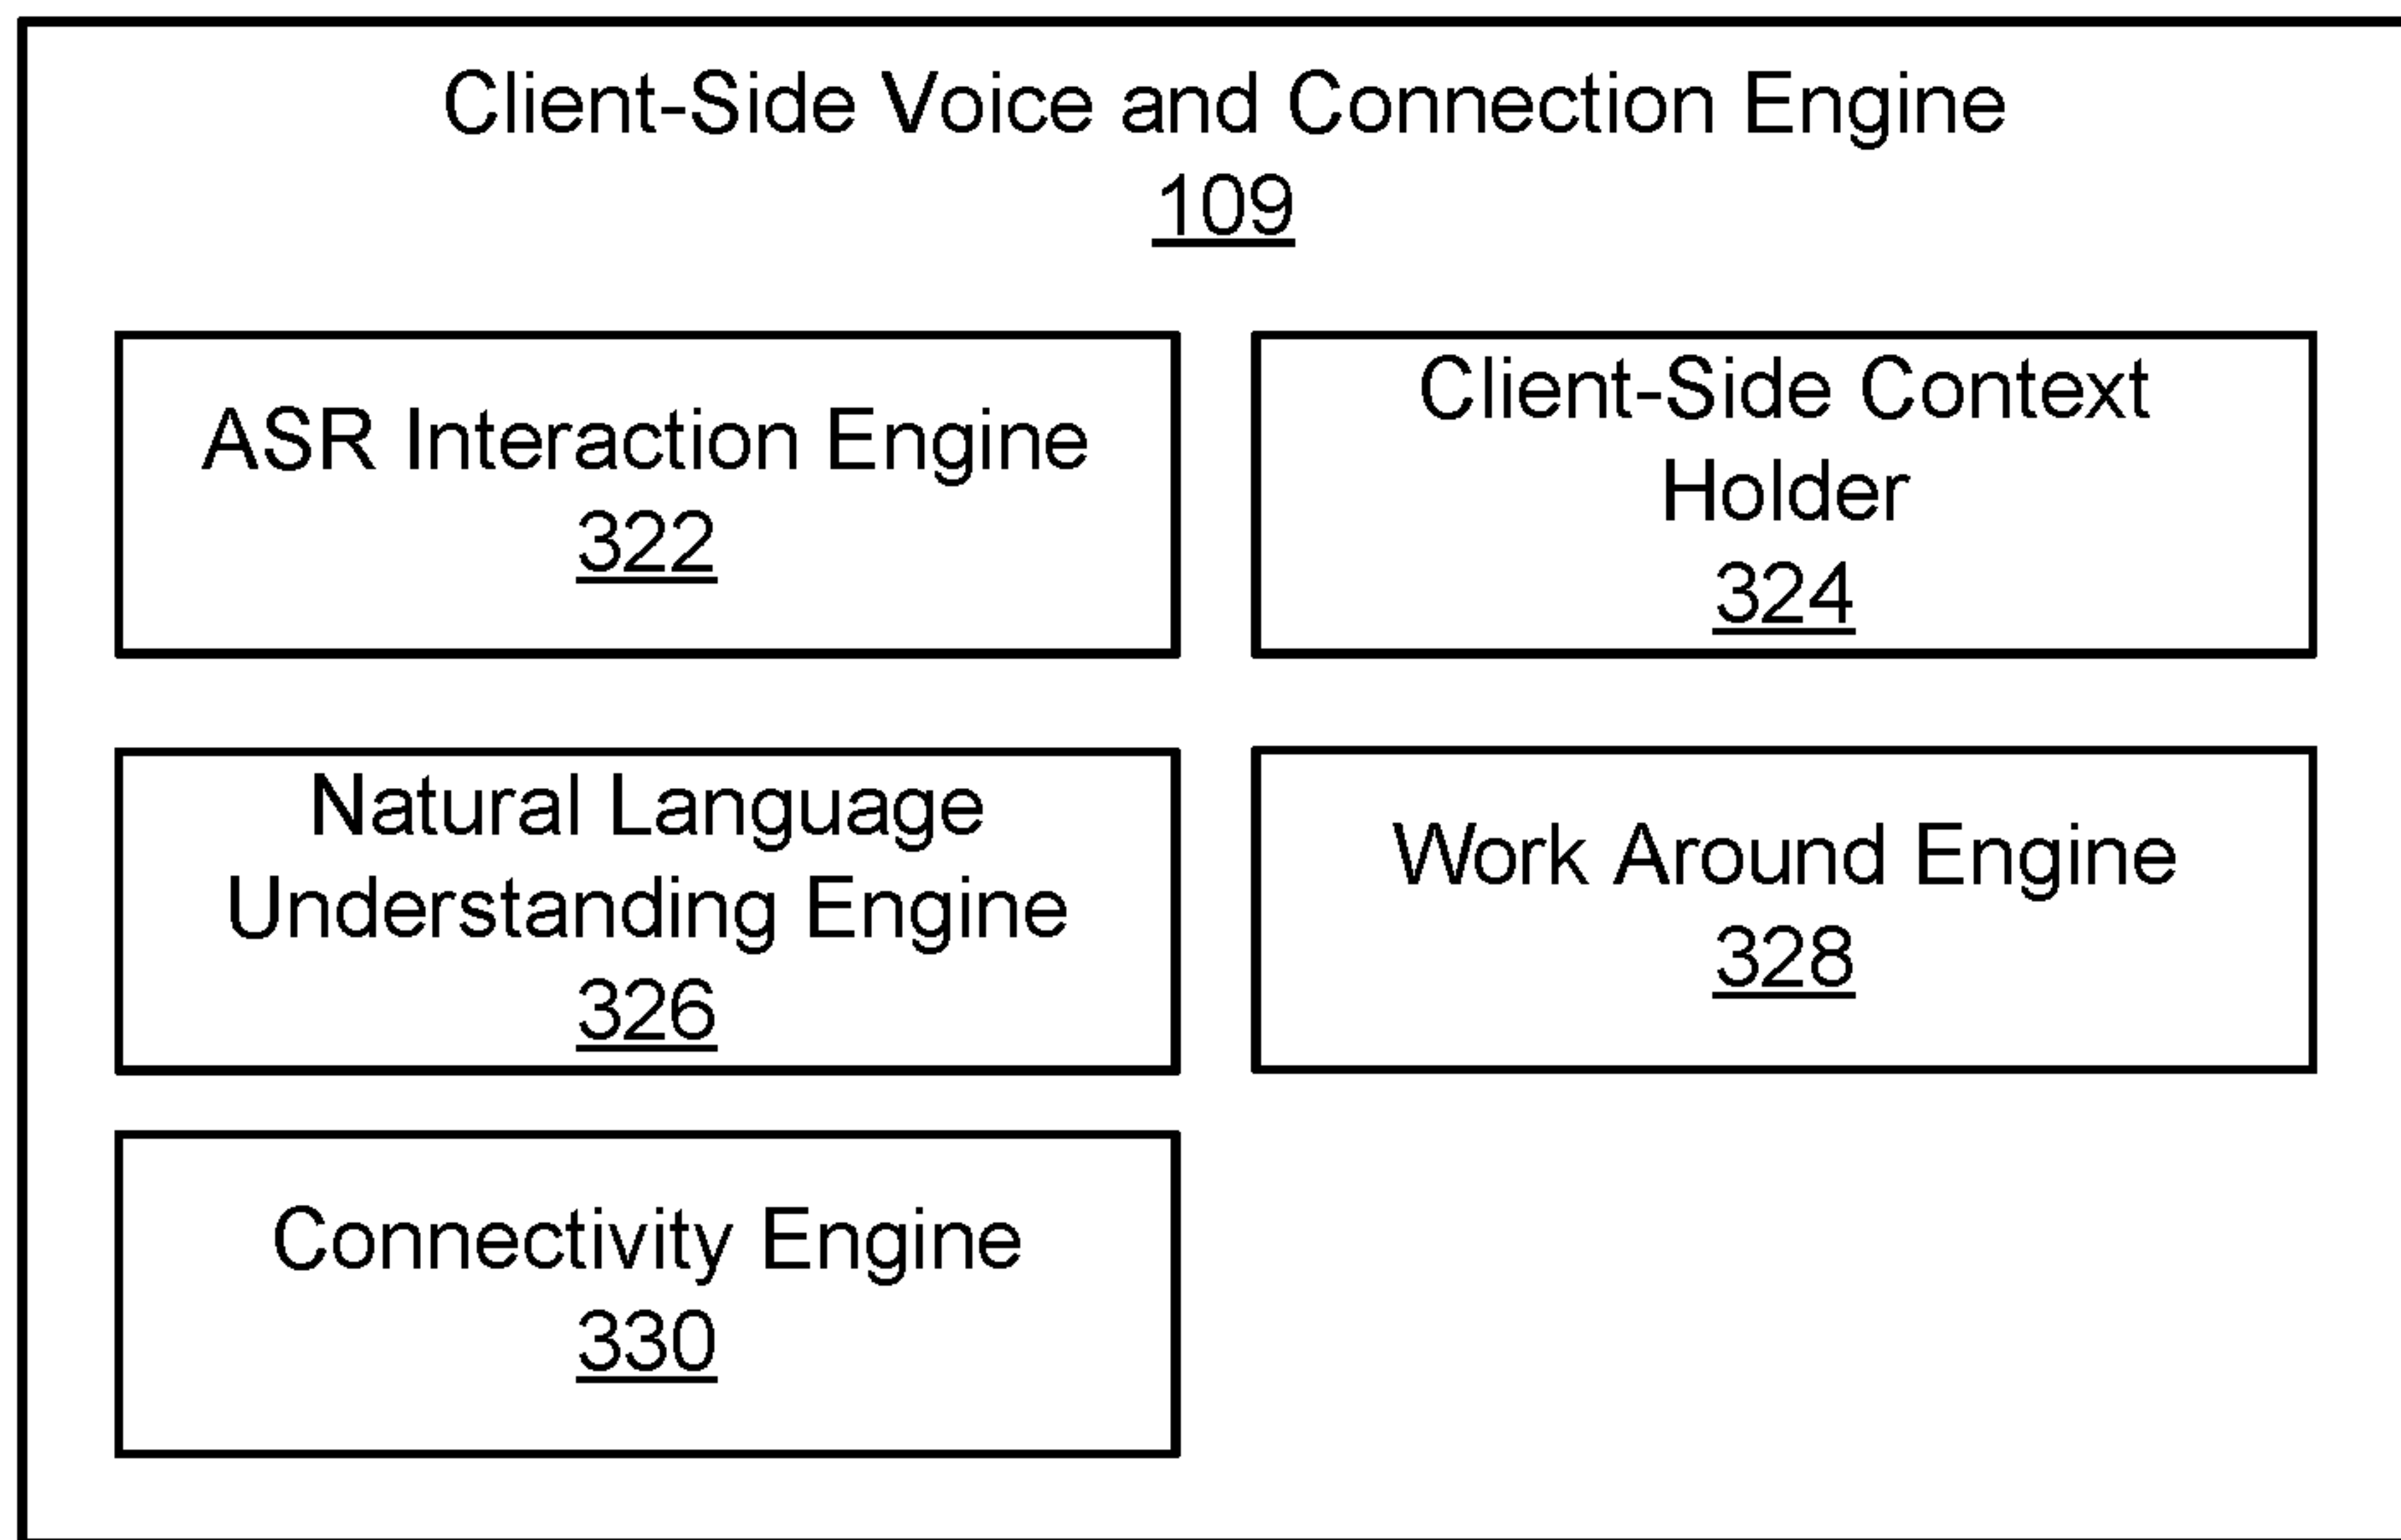 Client-Side Voice and Connection Engine
109
ASR Interaction Engine
322
Client-Side Context
Holder
324
Natural Language
Understanding Engine
326
Work Around Engine
328
Connectivity Engine
330